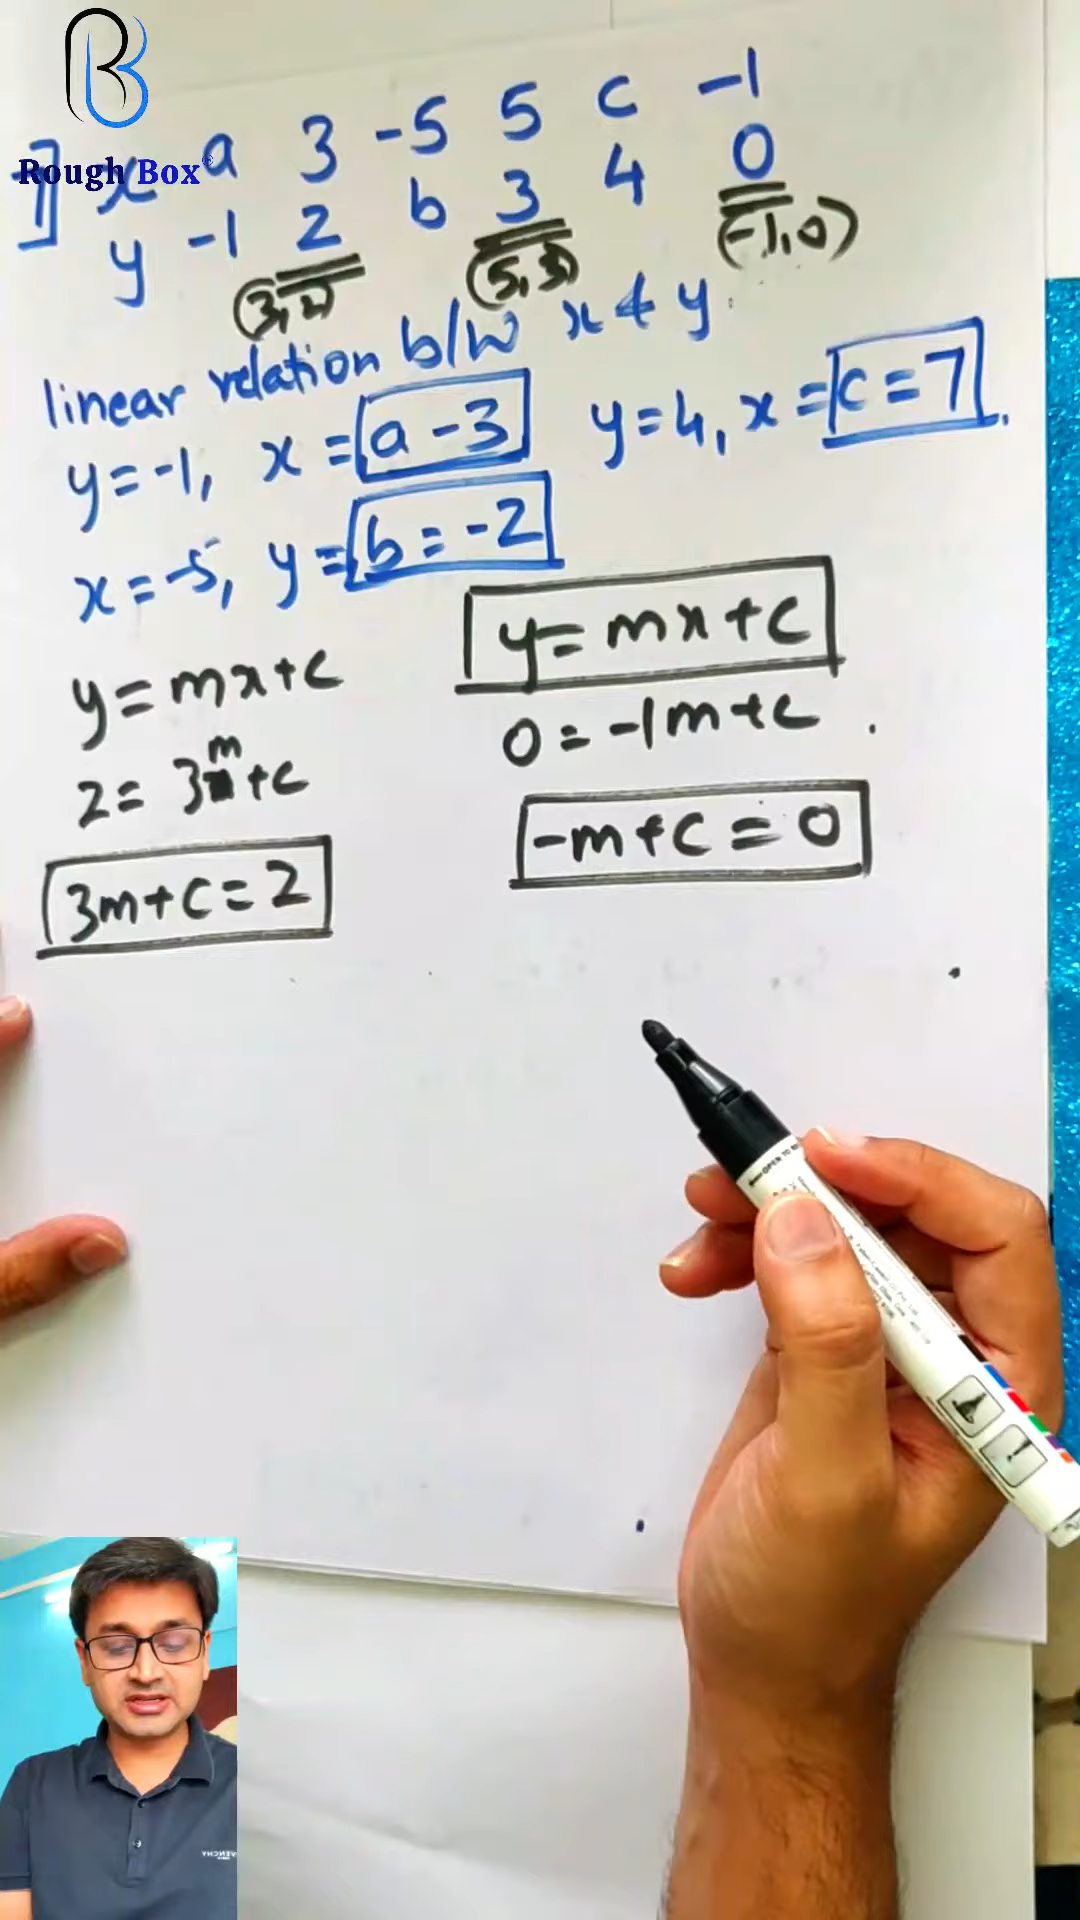 Rough Box®
7] x a 3 -5 5 c -1
y -1 2 b 3 4 0
(3,2) (5,3) (-1,0)
linear relation b/w x & y.
y=-1, x = a -3 y=4, x = c = 7.
x = -5, y = b = -2
y = mx+c
2 = 3m+c
3m+c = 2
y = mx+c
0 = -1m+c
-m+c = 0